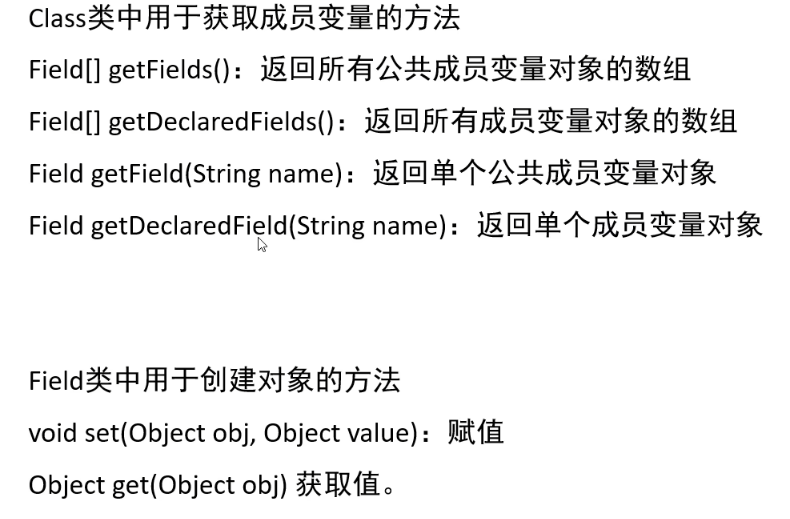 Class类中用于获取成员变量的方法
Field[] getFields()：返回所有公共成员变量对象的数组
Field[] getDeclaredFields()：返回所有成员变量对象的数组
Field getField(String name)：返回单个公共成员变量对象
Field getDeclaredField(String name)：返回单个成员变量对象
Field类中用于创建对象的方法
void set(Object obj, Object value)：赋值
Object get(Object obj) 获取值。